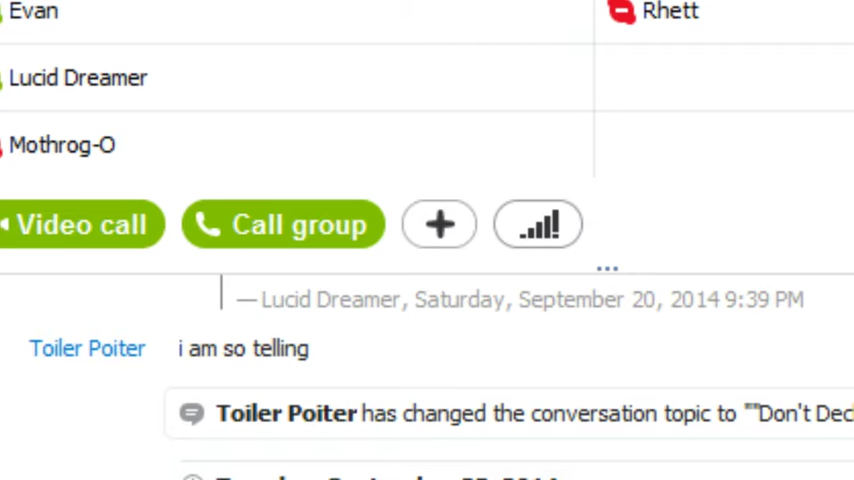 Evan
Rhett
Lucid Dreamer
Mothrog-O
Video call
Call group
— Lucid Dreamer, Saturday, September 20, 2014 9:39 PM
Toiler Poiter i am so telling
Toiler Poiter has changed the conversation topic to ""Don't Dec